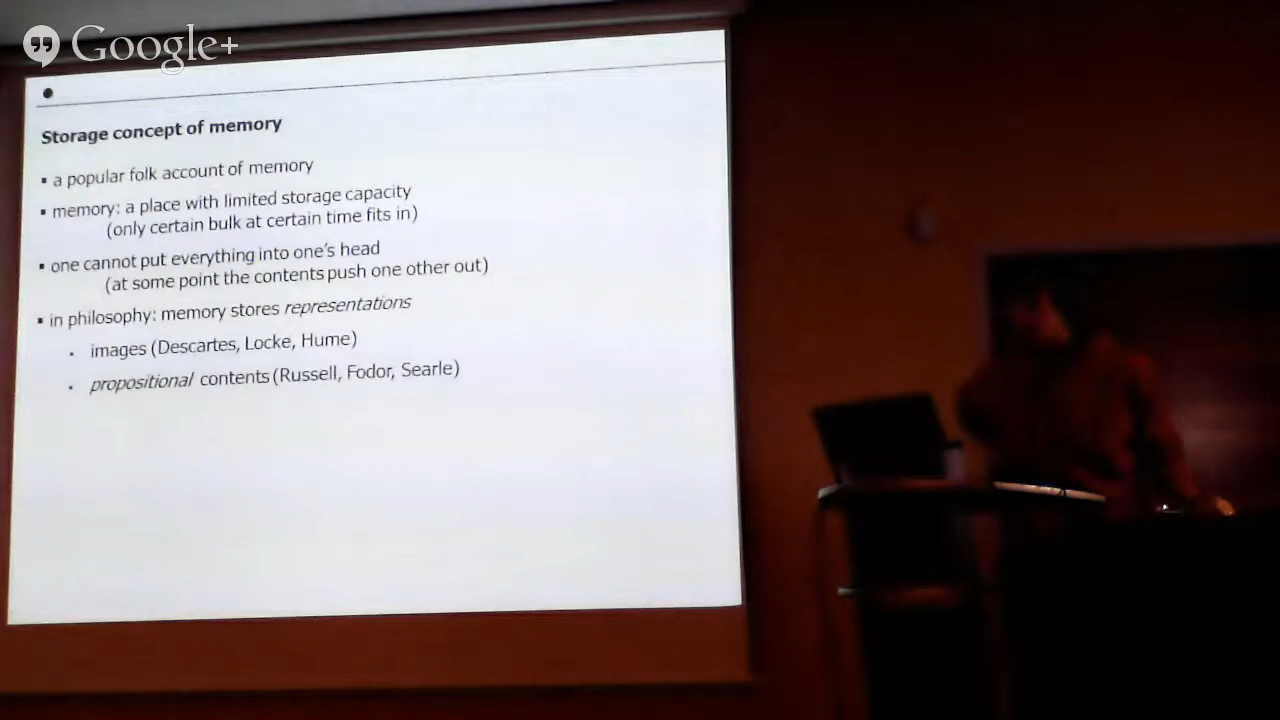 Google+
Storage concept of memory
▪ a popular folk account of memory
▪ memory: a place with limited storage capacity
(only certain bulk at certain time fits in)
▪ one cannot put everything into one's head
(at some point the contents push one other out)
▪ in philosophy: memory stores representations
▪ images (Descartes, Locke, Hume)
▪ propositional contents (Russell, Fodor, Searle)